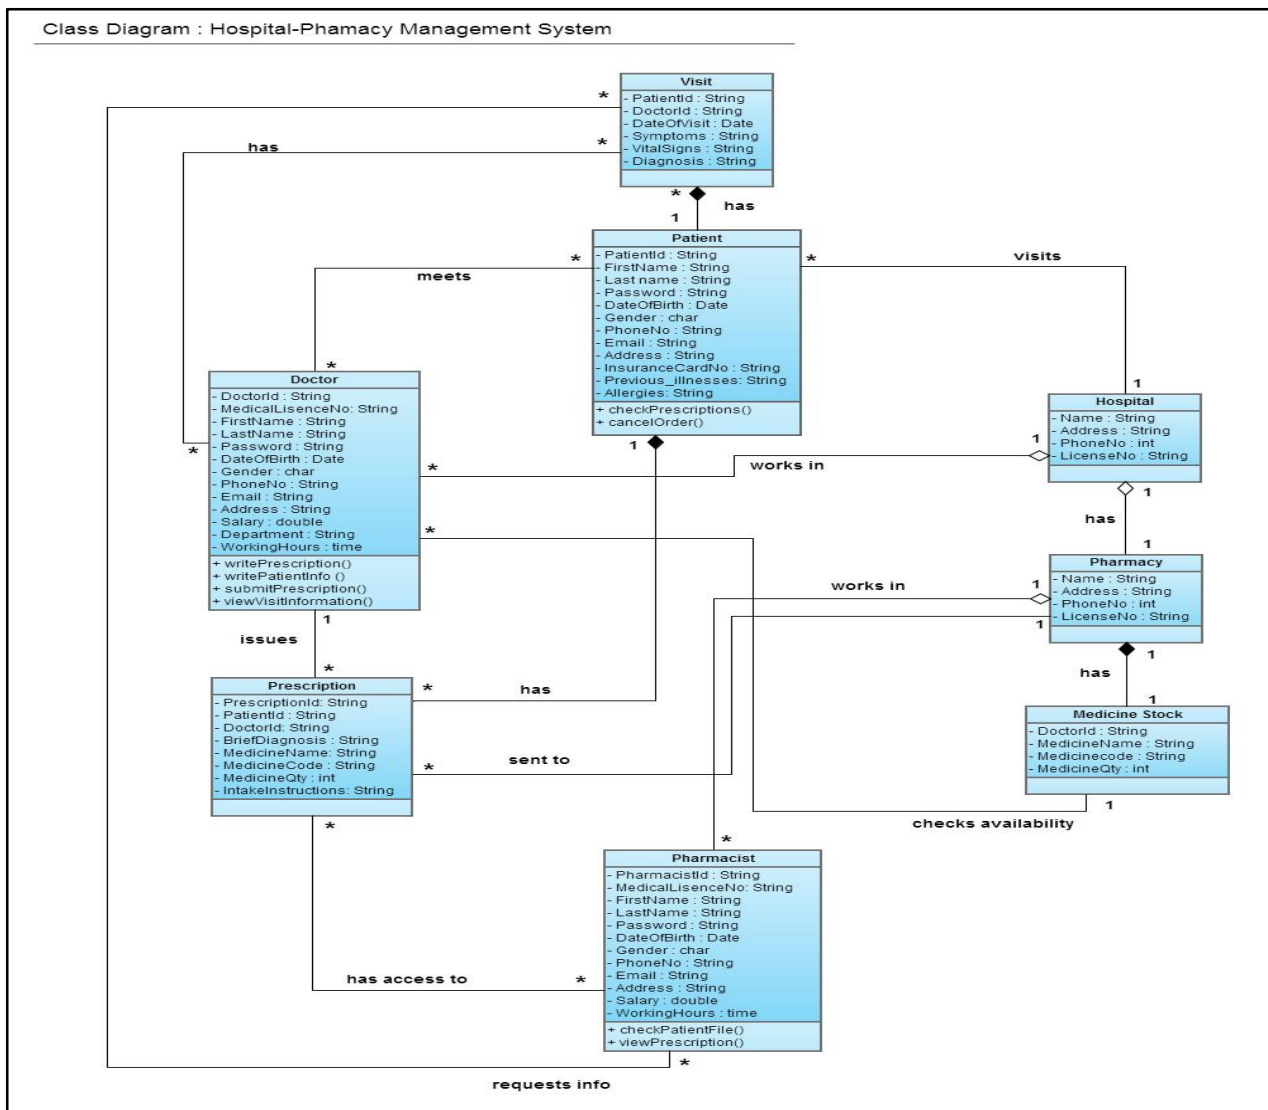 Class Diagram : Hospital-Phamacy Management System
Visit
- PatientId : String
- DoctorId : String
- DateOfVisit : Date
- Symptoms : String
- VitalSigns : String
- Diagnosis : String
*
*
has
*
has
1
Patient
- PatientId : String
- FirstName : String
- Last name : String
- Password : String
- DateOfBirth : Date
- Gender : char
- PhoneNo : String
- Email : String
- Address : String
- InsuranceCardNo : String
- Previous_illnesses: String
- Allergies: String
+ checkPrescriptions()
+ cancelOrder()
*
meets
*
*
visits
1
Doctor
- DoctorId : String
- MedicalLisenceNo: String
- FirstName : String
- LastName : String
- Password : String
- DateOfBirth : Date
- Gender : char
- PhoneNo : String
- Email : String
- Address : String
- Salary : double
- Department : String
- WorkingHours : time
+ writePrescription()
+ writePatientInfo ()
+ submitPrescription()
+ viewVisitInformation()
*
1
*
works in
1
Hospital
- Name : String
- Address : String
- PhoneNo : int
- LicenseNo : String
1
has
1
*
Pharmacy
- Name : String
- Address : String
- PhoneNo : int
- LicenseNo : String
works in
1
1
1
has
1
1
issues
*
Prescription
- PrescriptionId: String
- PatientId : String
- DoctorId: String
- BriefDiagnosis : String
- MedicineName: String
- MedicineCode : String
- MedicineQty : int
- IntakeInstructions: String
*
has
*
sent to
Medicine Stock
- DoctorId : String
- MedicineName : String
- Medicinecode : String
- MedicineQty : int
1
checks availability
*
*
Pharmacist
- PharmacistId : String
- MedicalLisenceNo: String
- FirstName : String
- LastName : String
- Password : String
- DateOfBirth : Date
- Gender : char
- PhoneNo : String
- Email : String
- Address : String
- Salary : double
- WorkingHours : time
+ checkPatientFile()
+ viewPrescription()
has access to
*
*
requests info